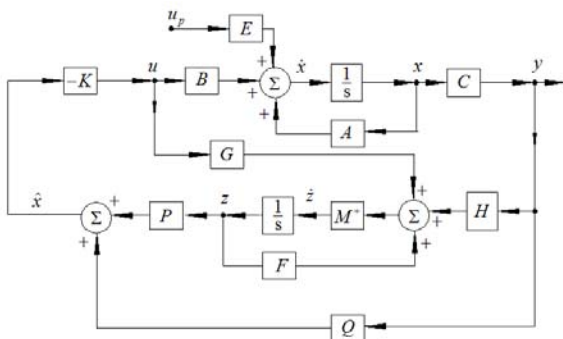 u_p E
+ ẋ x y
−K u B + Σ 1/s C
+ A
G
x̂ + z ż +
Σ P 1/s M⁺ Σ + H
+ F +
Q